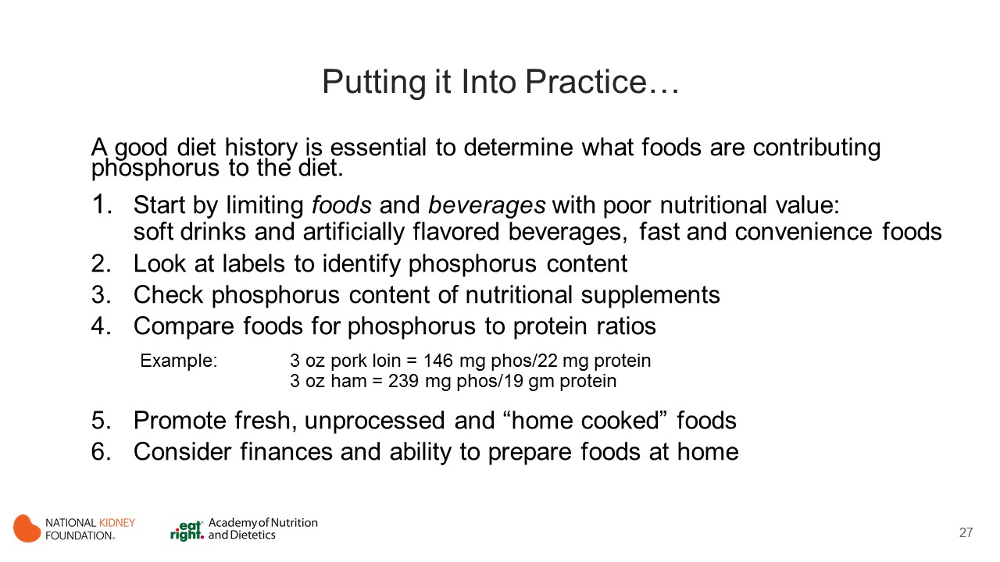 Putting it Into Practice…
A good diet history is essential to determine what foods are contributing
phosphorus to the diet.
1. Start by limiting foods and beverages with poor nutritional value:
soft drinks and artificially flavored beverages, fast and convenience foods
2. Look at labels to identify phosphorus content
3. Check phosphorus content of nutritional supplements
4. Compare foods for phosphorus to protein ratios
Example: 3 oz pork loin = 146 mg phos/22 mg protein
3 oz ham = 239 mg phos/19 gm protein
5. Promote fresh, unprocessed and “home cooked” foods
6. Consider finances and ability to prepare foods at home
NATIONAL KIDNEY
FOUNDATION®
eat
right.
Academy of Nutrition
and Dietetics
27